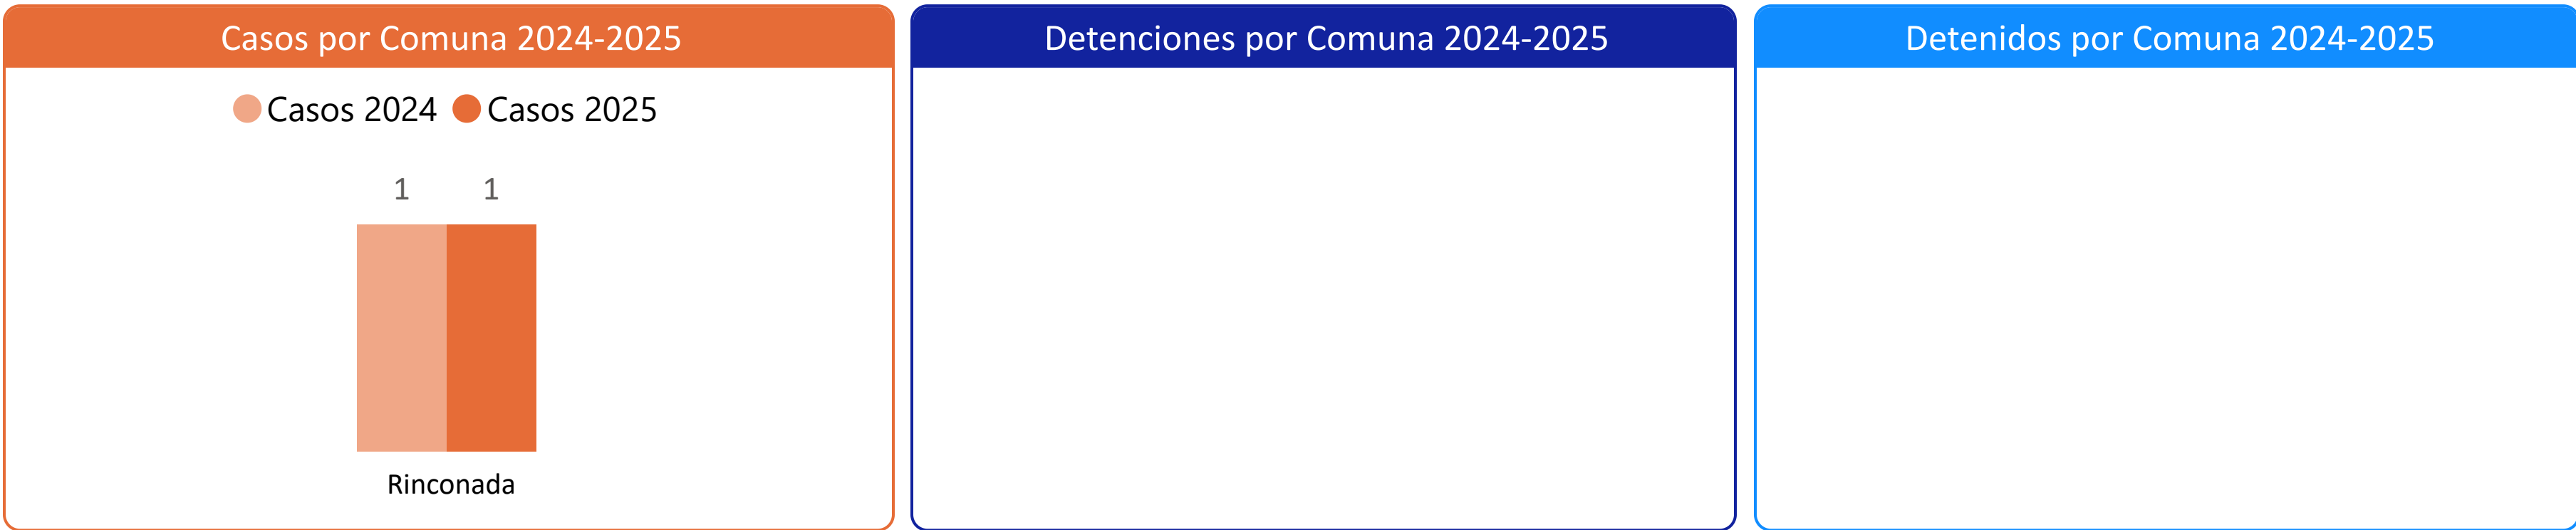 Casos por Comuna 2024-2025
Casos 2024 Casos 2025
1 1
Rinconada
Detenciones por Comuna 2024-2025
Detenidos por Comuna 2024-2025